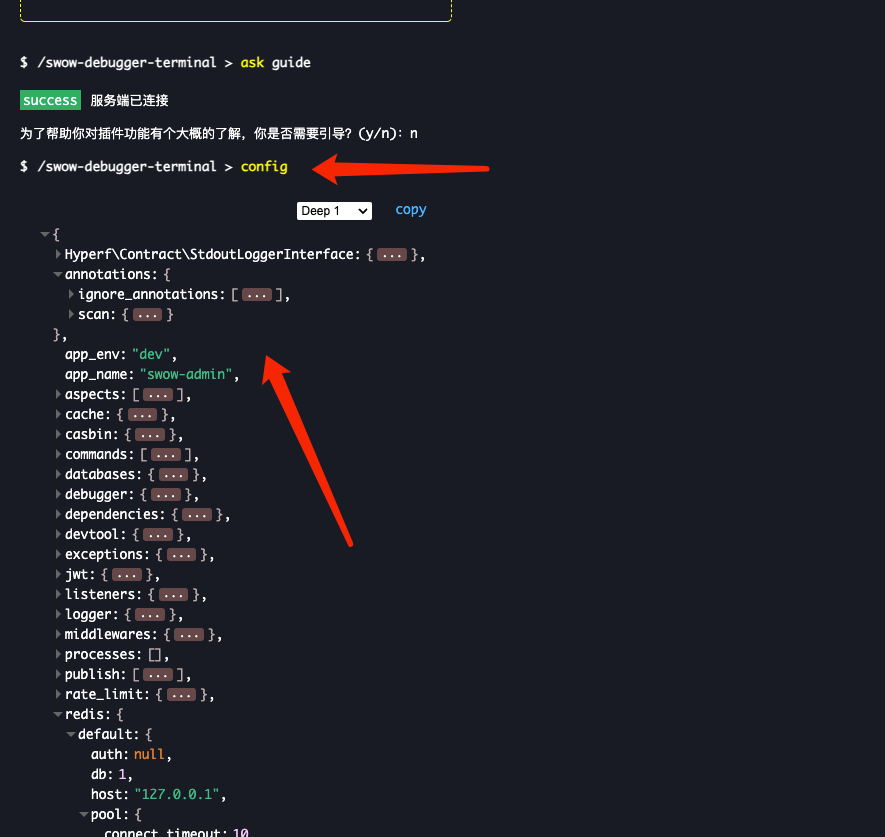 $ /swow-debugger-terminal > ask guide
success 服务端已连接
为了帮助你对插件功能有个大概的了解，你是否需要引导? (y/n): n
$ /swow-debugger-terminal > config
Deep 1 copy
{
Hyperf\Contract\StdoutLoggerInterface: { ... },
annotations: {
ignore_annotations: [ ... ],
scan: { ... }
},
app_env: "dev",
app_name: "swow-admin",
aspects: [ ... ],
cache: { ... },
casbin: { ... },
commands: [ ... ],
databases: { ... },
debugger: { ... },
dependencies: { ... },
devtool: { ... },
exceptions: { ... },
jwt: { ... },
listeners: { ... },
logger: { ... },
middlewares: { ... },
processes: [],
publish: [ ... ],
rate_limit: { ... },
redis: {
default: {
auth: null,
db: 1,
host: "127.0.0.1",
pool: {
connect_timeout: 10